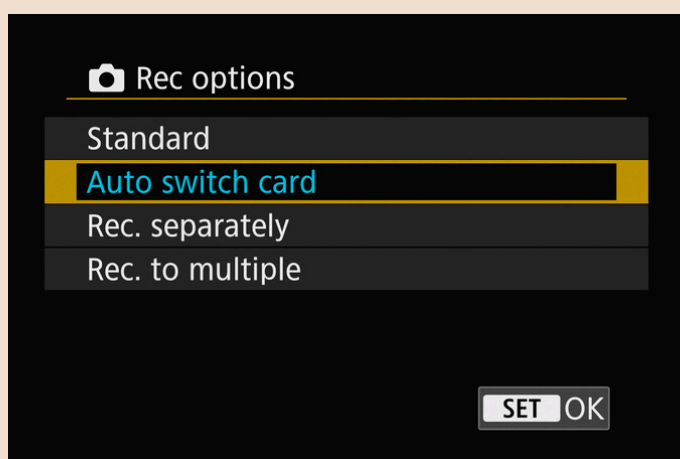 Rec options
Standard
Auto switch card
Rec. separately
Rec. to multiple
SET OK